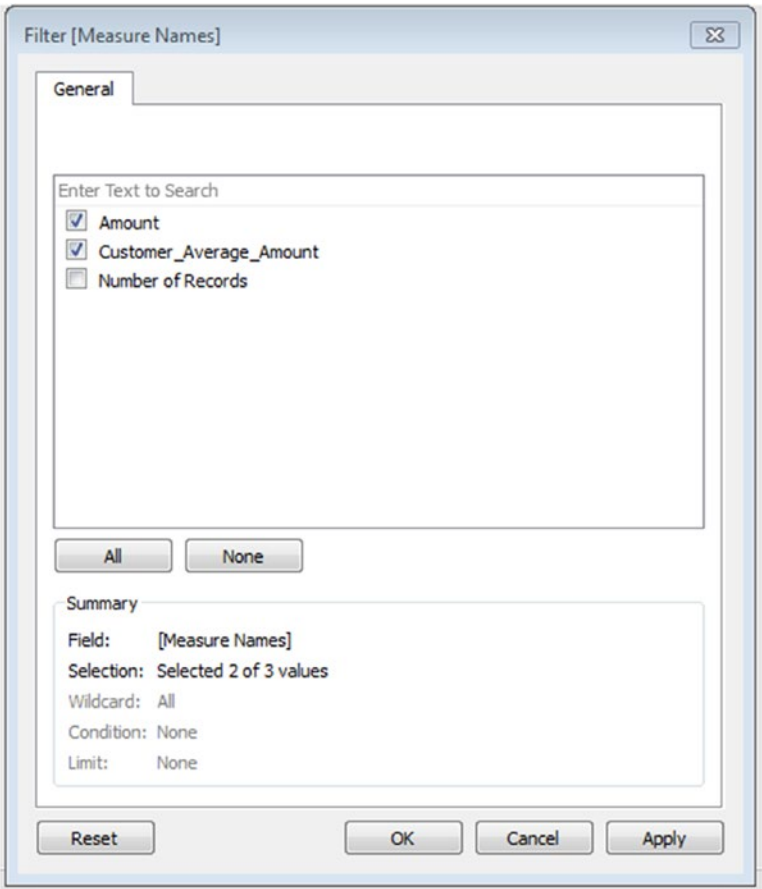 Filter [Measure Names]
General
Enter Text to Search
Amount
Customer_Average_Amount
Number of Records
All None
Summary
Field: [Measure Names]
Selection: Selected 2 of 3 values
Wildcard: All
Condition: None
Limit: None
Reset OK Cancel Apply